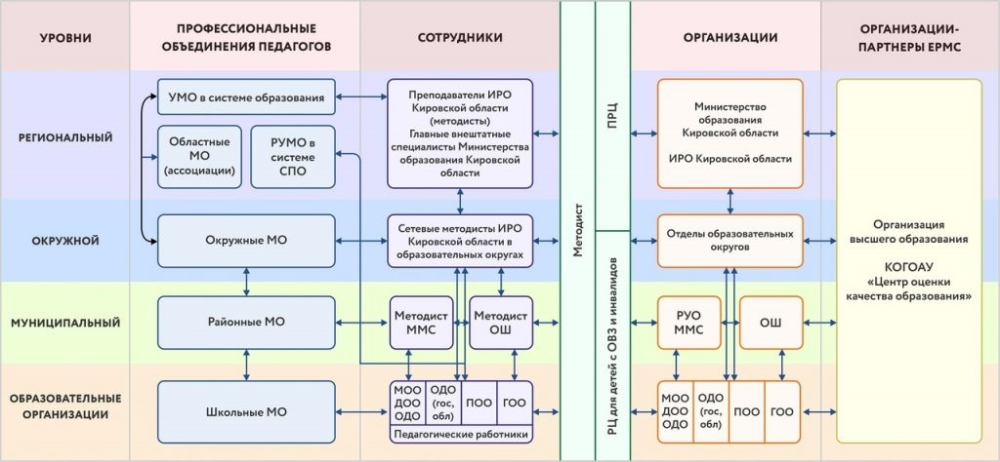 УРОВНИ
ПРОФЕССИОНАЛЬНЫЕ
ОБЪЕДИНЕНИЯ ПЕДАГОГОВ
СОТРУДНИКИ
ОРГАНИЗАЦИИ
ОРГАНИЗАЦИИ-
ПАРТНЕРЫ ЕРМС
РЕГИОНАЛЬНЫЙ
УМО в системе образования
Областные
МО
(ассоциации)
РУМО в
системе
СПО
Преподаватели ИРО
Кировской области
(методисты)
Главные внештатные
специалисты Министерства
образования Кировской
области
Методист
ПРЦ
РЦ для детей с ОВЗ и инвалидов
Министерство
образования
Кировской области
ИРО Кировской области
Организация
высшего образования
КОГОАУ
«Центр оценки
качества образования»
ОКРУЖНОЙ
Окружные МО
Сетевые методисты ИРО
Кировской области в
образовательных округах
Отделы образовательных
округов
МУНИЦИПАЛЬНЫЙ
Районные МО
Методист
ММС
Методист
ОШ
РУО
ММС
ОШ
ОБРАЗОВАТЕЛЬНЫЕ
ОРГАНИЗАЦИИ
Школьные МО
МОО
ДОО
ОДО
ОДО
(гос,
обл)
ПОО
ГОО
Педагогические работники
МОО
ДОО
ОДО
ОДО
(гос,
обл)
ПОО
ГОО